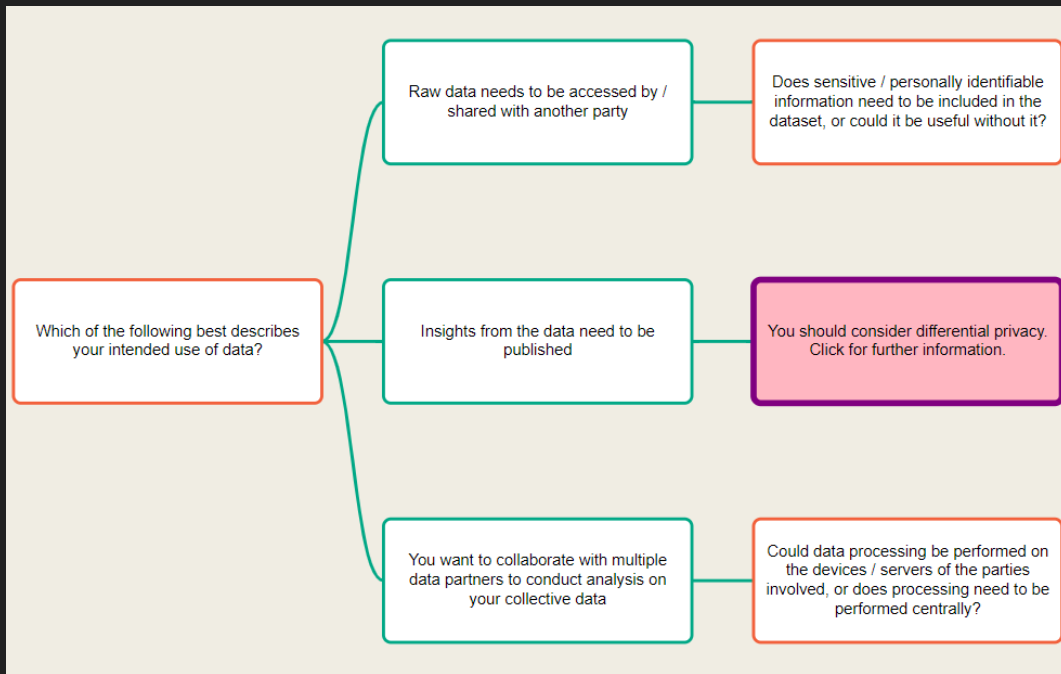 Which of the following best describes
your intended use of data?
Raw data needs to be accessed by /
shared with another party
Does sensitive / personally identifiable
information need to be included in the
dataset, or could it be useful without it?
Insights from the data need to be
published
You should consider differential privacy.
Click for further information.
You want to collaborate with multiple
data partners to conduct analysis on
your collective data
Could data processing be performed on
the devices / servers of the parties
involved, or does processing need to be
performed centrally?